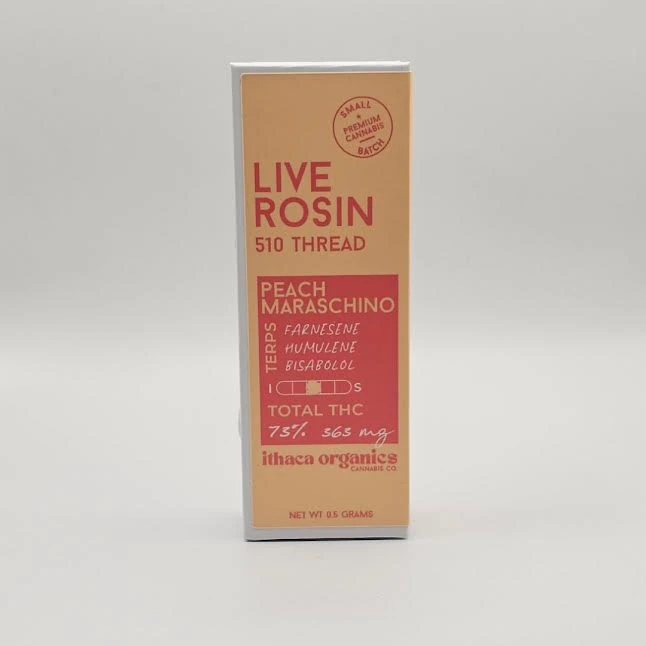 SMALL
PREMIUM
CANNABIS
BATCH
LIVE
ROSIN
510 THREAD
PEACH
MARASCHINO
TERPS
FARNESENE
HUMULENE
BISABOLOL
I S
TOTAL THC
73% 363 mg
ithaca organics
CANNABIS CO.
NET WT 0.5 GRAMS